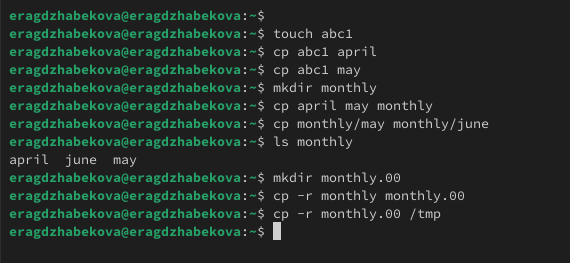 eragdzhabekova@eragdzhabekova:~$
eragdzhabekova@eragdzhabekova:~$ touch abc1
eragdzhabekova@eragdzhabekova:~$ cp abc1 april
eragdzhabekova@eragdzhabekova:~$ cp abc1 may
eragdzhabekova@eragdzhabekova:~$ mkdir monthly
eragdzhabekova@eragdzhabekova:~$ cp april may monthly
eragdzhabekova@eragdzhabekova:~$ cp monthly/may monthly/june
eragdzhabekova@eragdzhabekova:~$ ls monthly
april  june  may
eragdzhabekova@eragdzhabekova:~$ mkdir monthly.00
eragdzhabekova@eragdzhabekova:~$ cp -r monthly monthly.00
eragdzhabekova@eragdzhabekova:~$ cp -r monthly.00 /tmp
eragdzhabekova@eragdzhabekova:~$